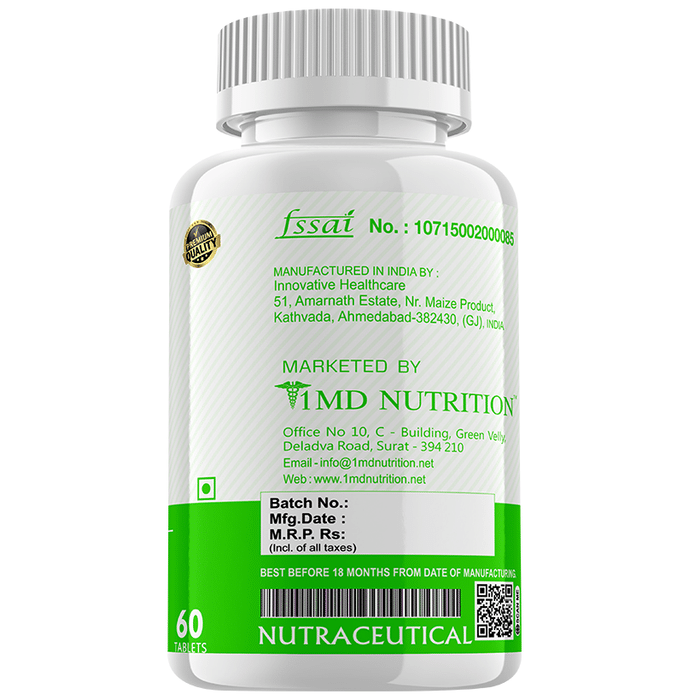 fssai No. : 10715002000085
PREMIUM
QUALITY
MANUFACTURED IN INDIA BY :
Innovative Healthcare
51, Amarnath Estate, Nr. Maize Product,
Kathvada, Ahmedabad-382430, (GJ), INDIA
MARKETED BY
1MD NUTRITION™
Office No 10, C - Building, Green Velly,
Deladva Road, Surat - 394 210
Email - info@1mdnutrition.net
Web : www.1mdnutrition.net
Batch No.:
Mfg.Date :
M.R.P. Rs:
(Incl. of all taxes)
BEST BEFORE 18 MONTHS FROM DATE OF MANUFACTURING.
SCAN ME
60
TABLETS
NUTRACEUTICAL